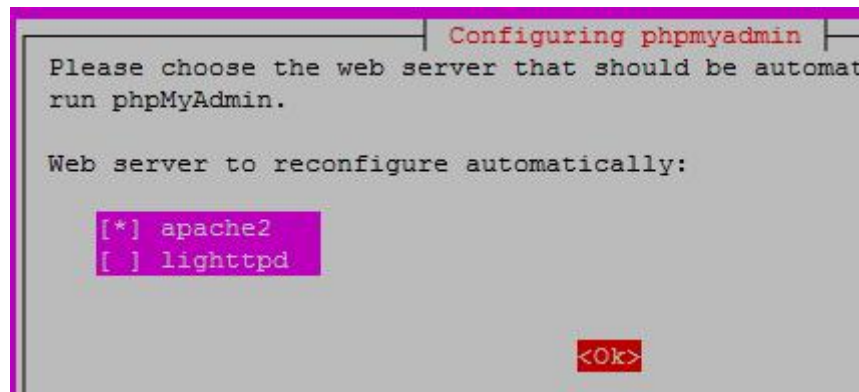 Configuring phpmyadmin
Please choose the web server that should be automat
run phpMyAdmin.
Web server to reconfigure automatically:
[*] apache2
[ ] lighttpd
<Ok>